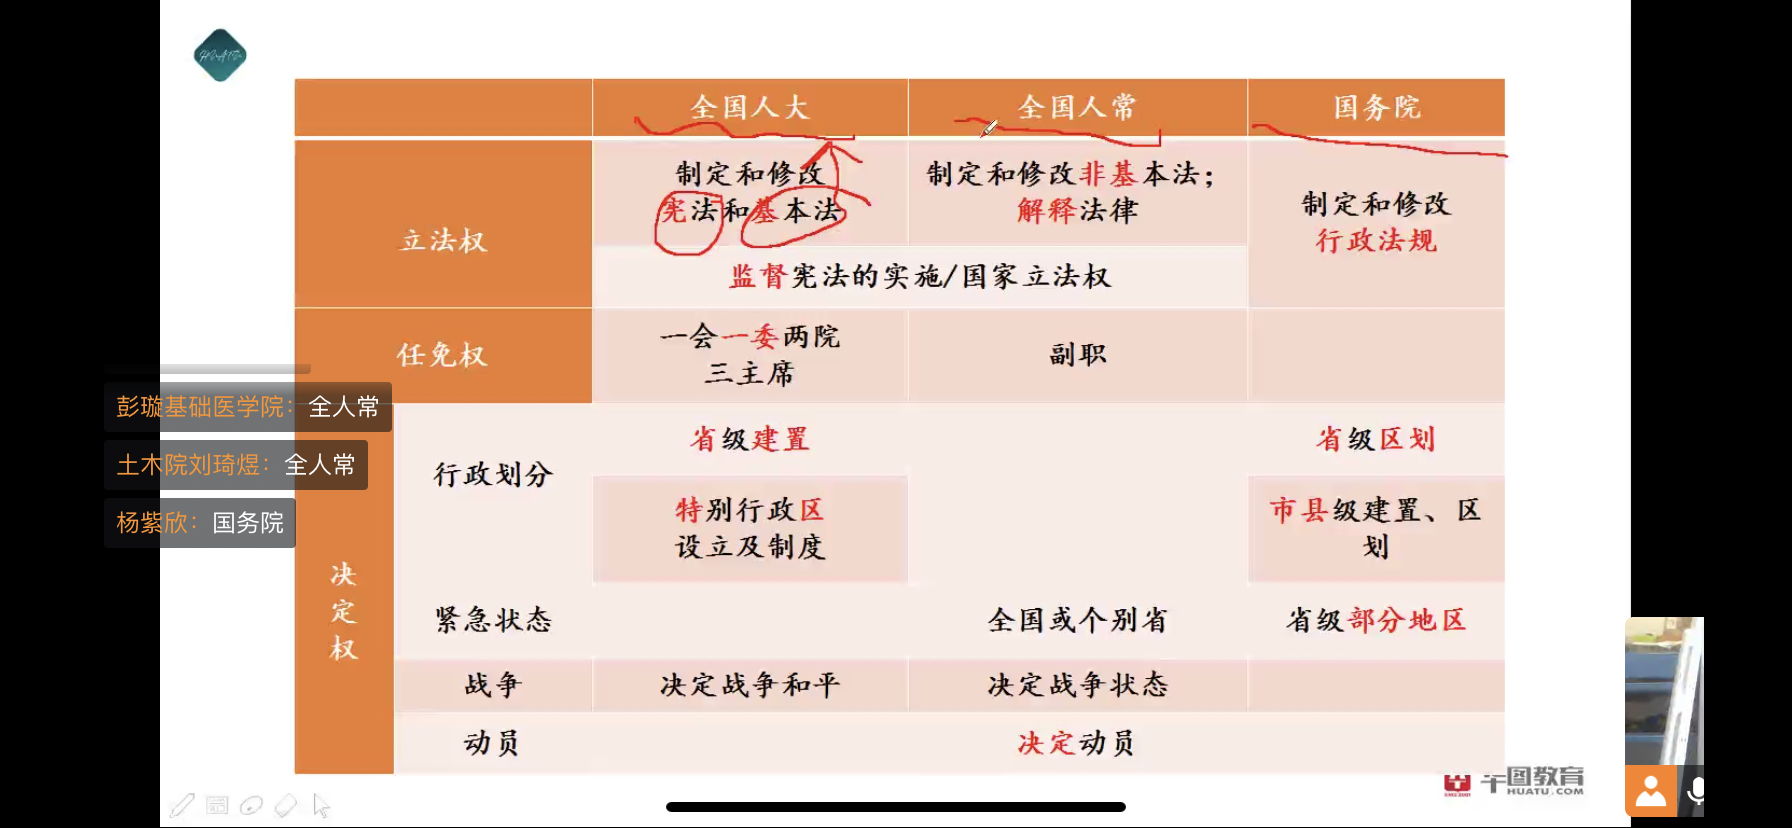 全国人大
全国人常
国务院
立法权
制定和修改
宪法和基本法
制定和修改非基本法；
解释法律
制定和修改
行政法规
监督宪法的实施/国家立法权
任免权
一会一委两院
三主席
副职
彭璇基础医学院：全人常
土木院刘琦煜：全人常
杨紫欣：国务院
决定权
行政划分
省级建置
省级区划
特别行政区
设立及制度
市县级建置、区
划
紧急状态
全国或个别省
省级部分地区
战争
决定战争和平
决定战争状态
动员
决定动员
华图教育
HUATU.COM